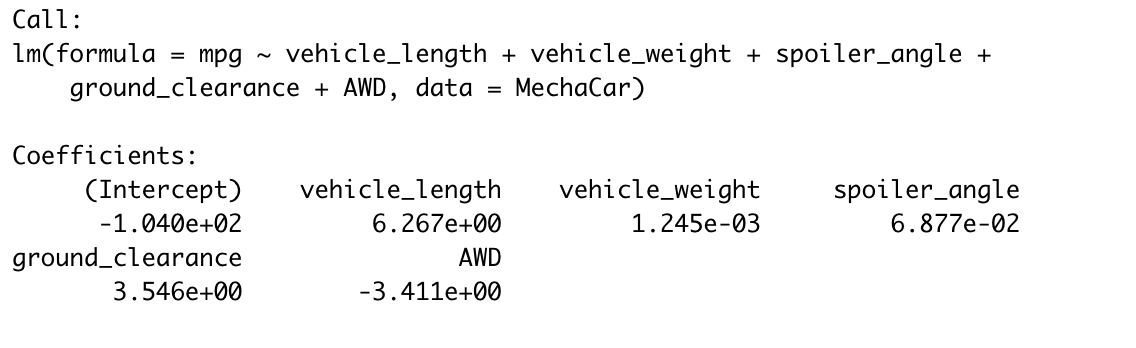 Call:
lm(formula = mpg ~ vehicle_length + vehicle_weight + spoiler_angle +
    ground_clearance + AWD, data = MechaCar)

Coefficients:
     (Intercept)    vehicle_length    vehicle_weight     spoiler_angle
      -1.040e+02         6.267e+00         1.245e-03         6.877e-02
ground_clearance               AWD
       3.546e+00        -3.411e+00